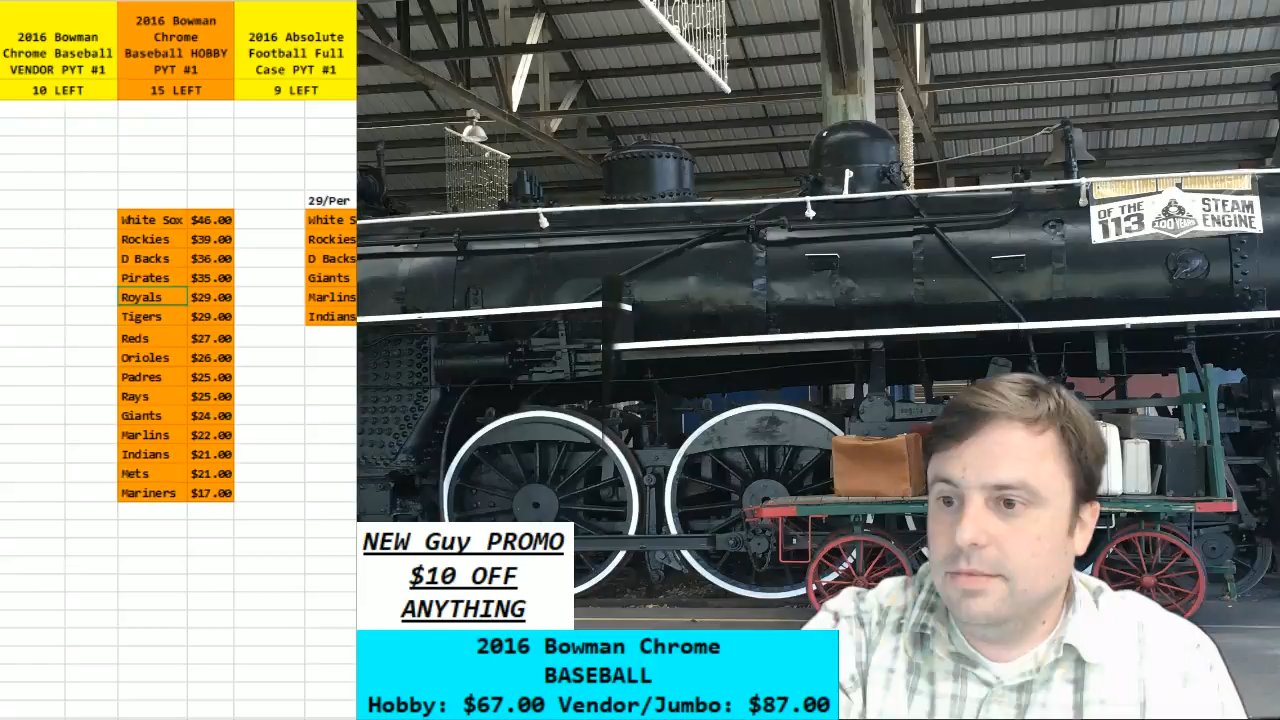 2016 Bowman
Chrome Baseball
VENDOR PYT #1
10 LEFT
2016 Bowman
Chrome
Baseball HOBBY
PYT #1
15 LEFT
2016 Absolute
Football Full
Case PYT #1
9 LEFT
White Sox $46.00
Rockies $39.00
D Backs $36.00
Pirates $35.00
Royals $29.00
Tigers $29.00
Reds $27.00
Orioles $26.00
Padres $25.00
Rays $25.00
Giants $24.00
Marlins $22.00
Indians $21.00
Mets $21.00
Mariners $17.00
29/Per
White S
Rockies
D Backs
Giants
Marlins
Indians
OF THE
113
100 YEARS
STEAM
ENGINE
NEW Guy PROMO
$10 OFF
ANYTHING
2016 Bowman Chrome
BASEBALL
Hobby: $67.00 Vendor/Jumbo: $87.00